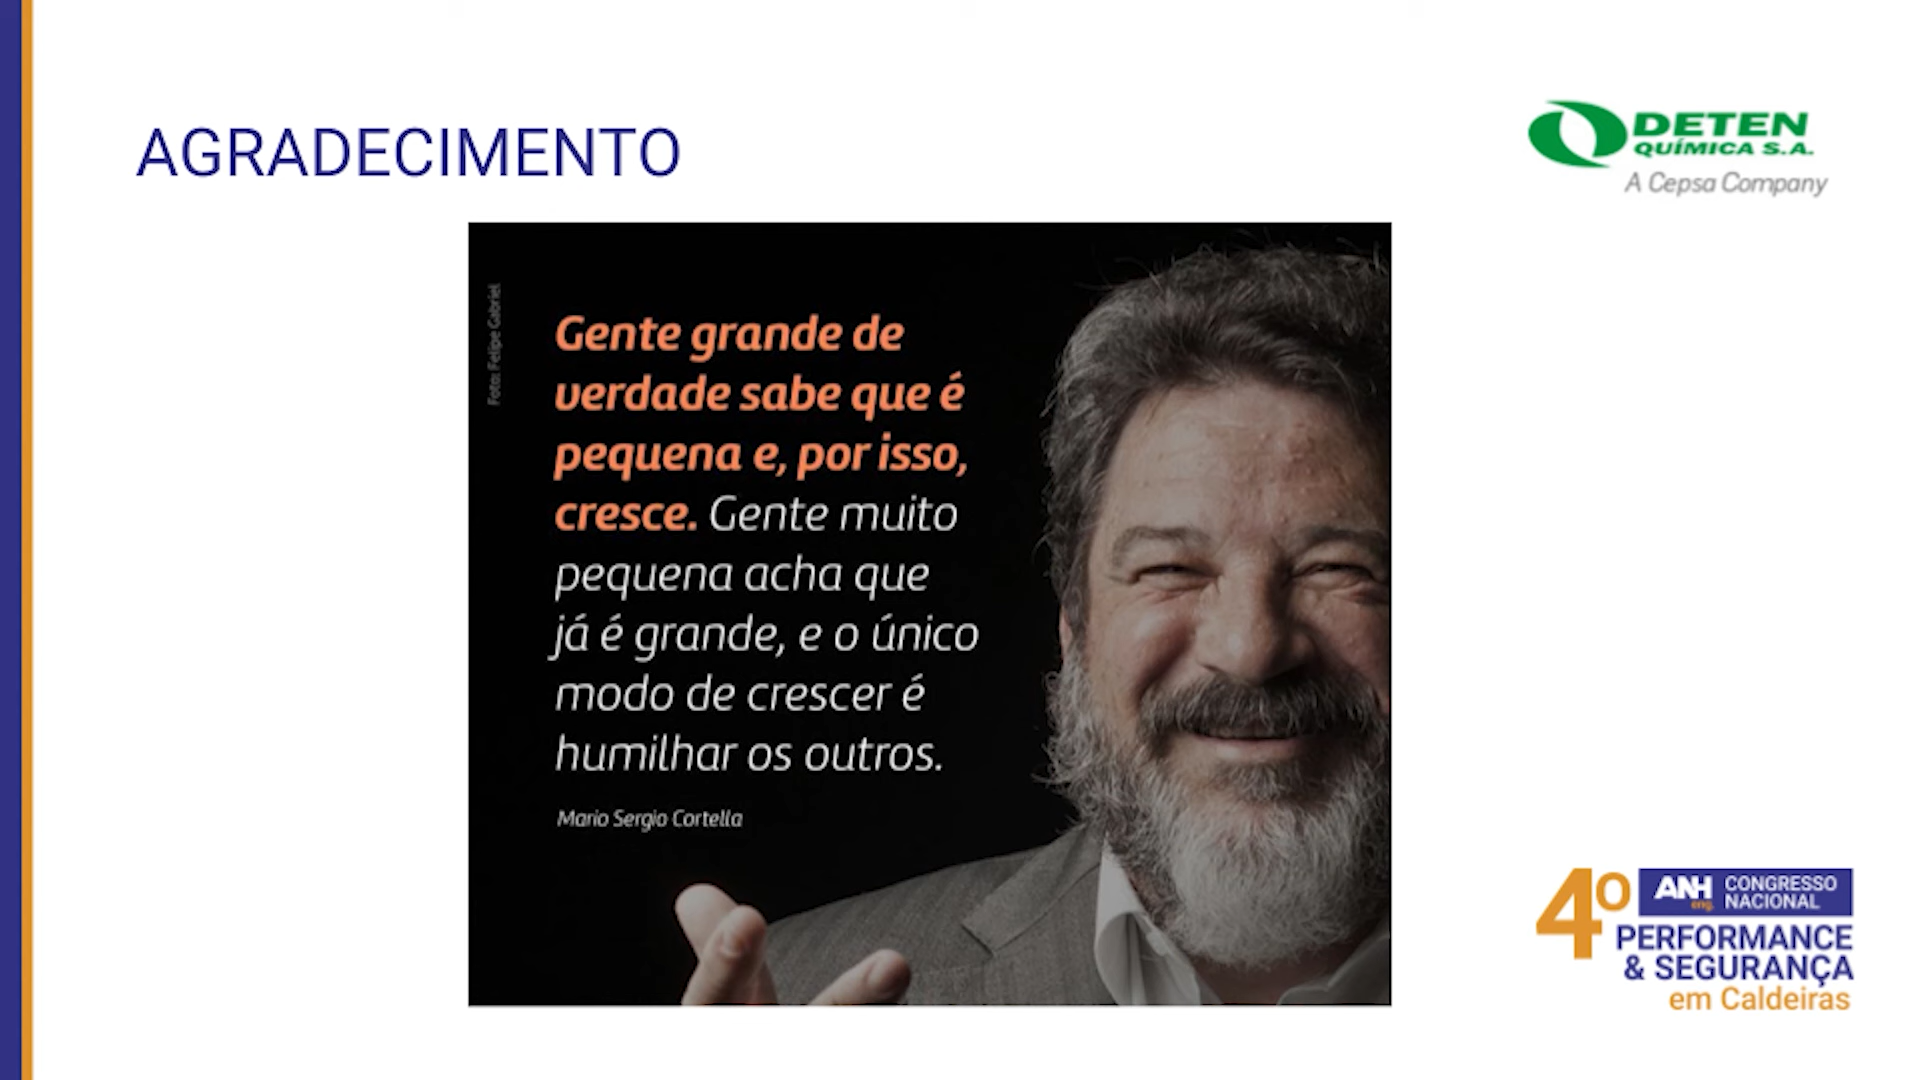 AGRADECIMENTO
DETEN
QUÍMICA S.A.
A Cepsa Company
Foto: Felipe Gabriel
Gente grande de
verdade sabe que é
pequena e, por isso,
cresce. Gente muito
pequena acha que
já é grande, e o único
modo de crescer é
humilhar os outros.
Mario Sergio Cortella
4º ANH eng. CONGRESSO
NACIONAL
PERFORMANCE
& SEGURANÇA
em Caldeiras